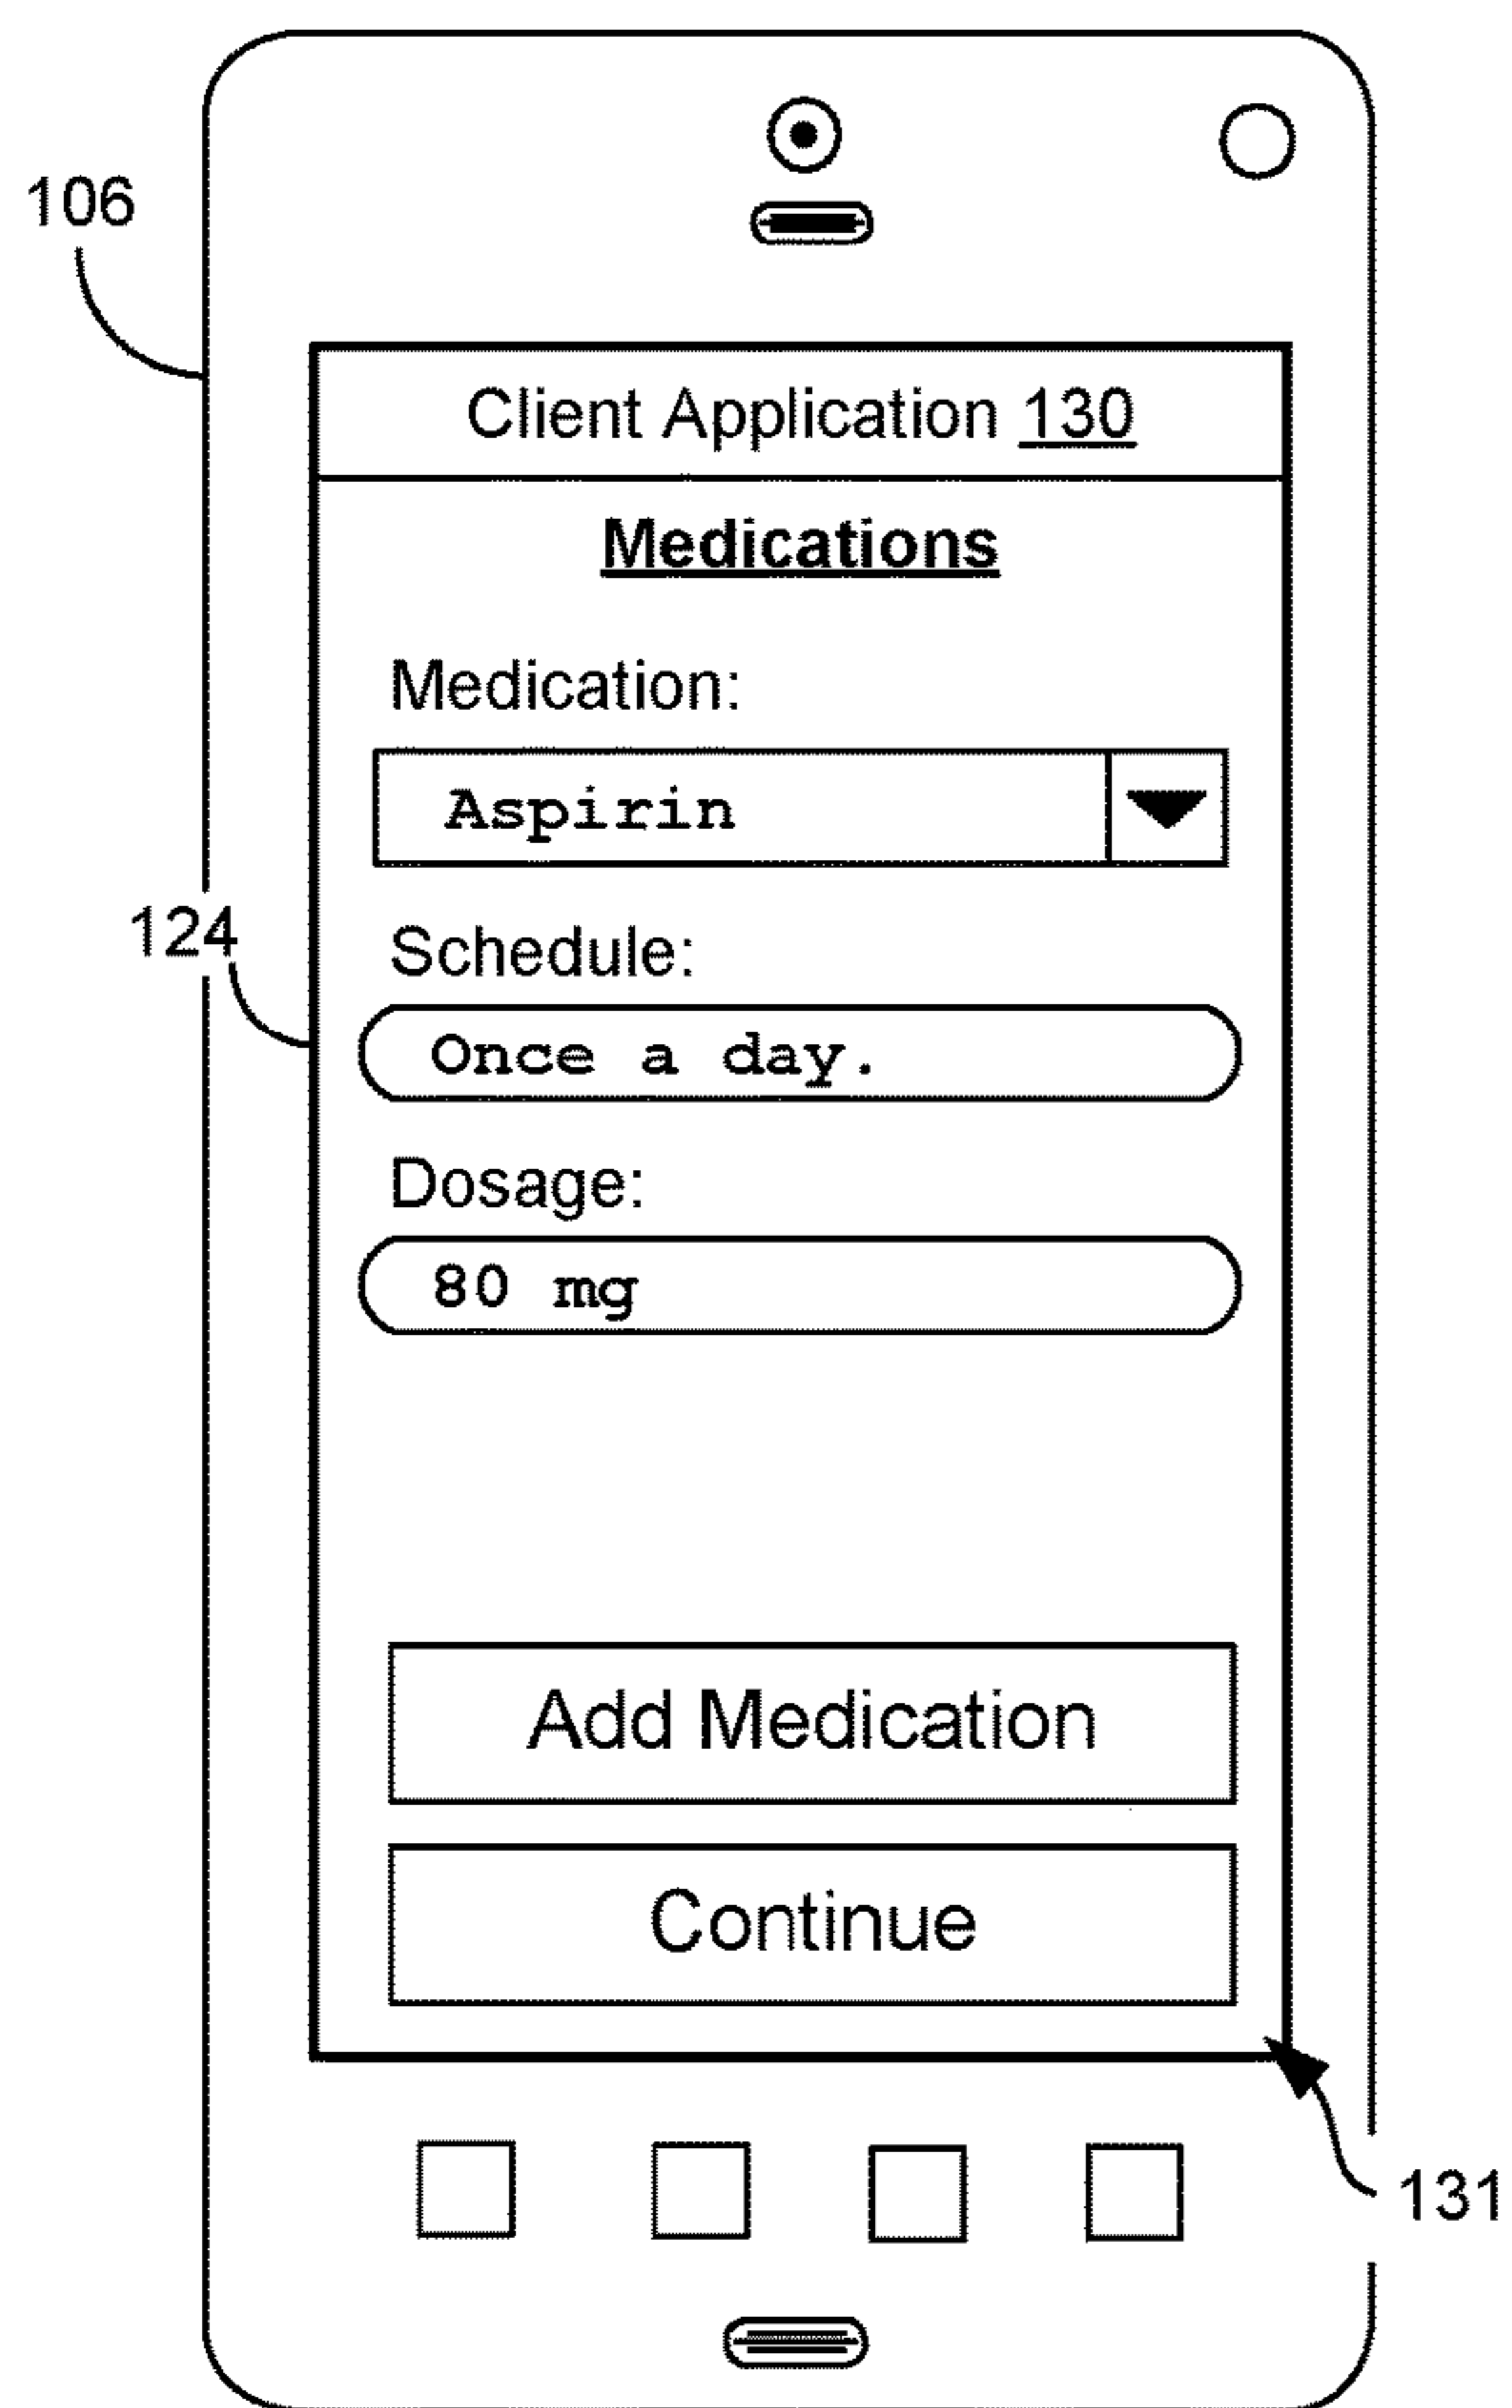 106
Client Application 130
Medications
Medication:
Aspirin
124
Schedule:
Once a day.
Dosage:
80 mg
Add Medication
Continue
131